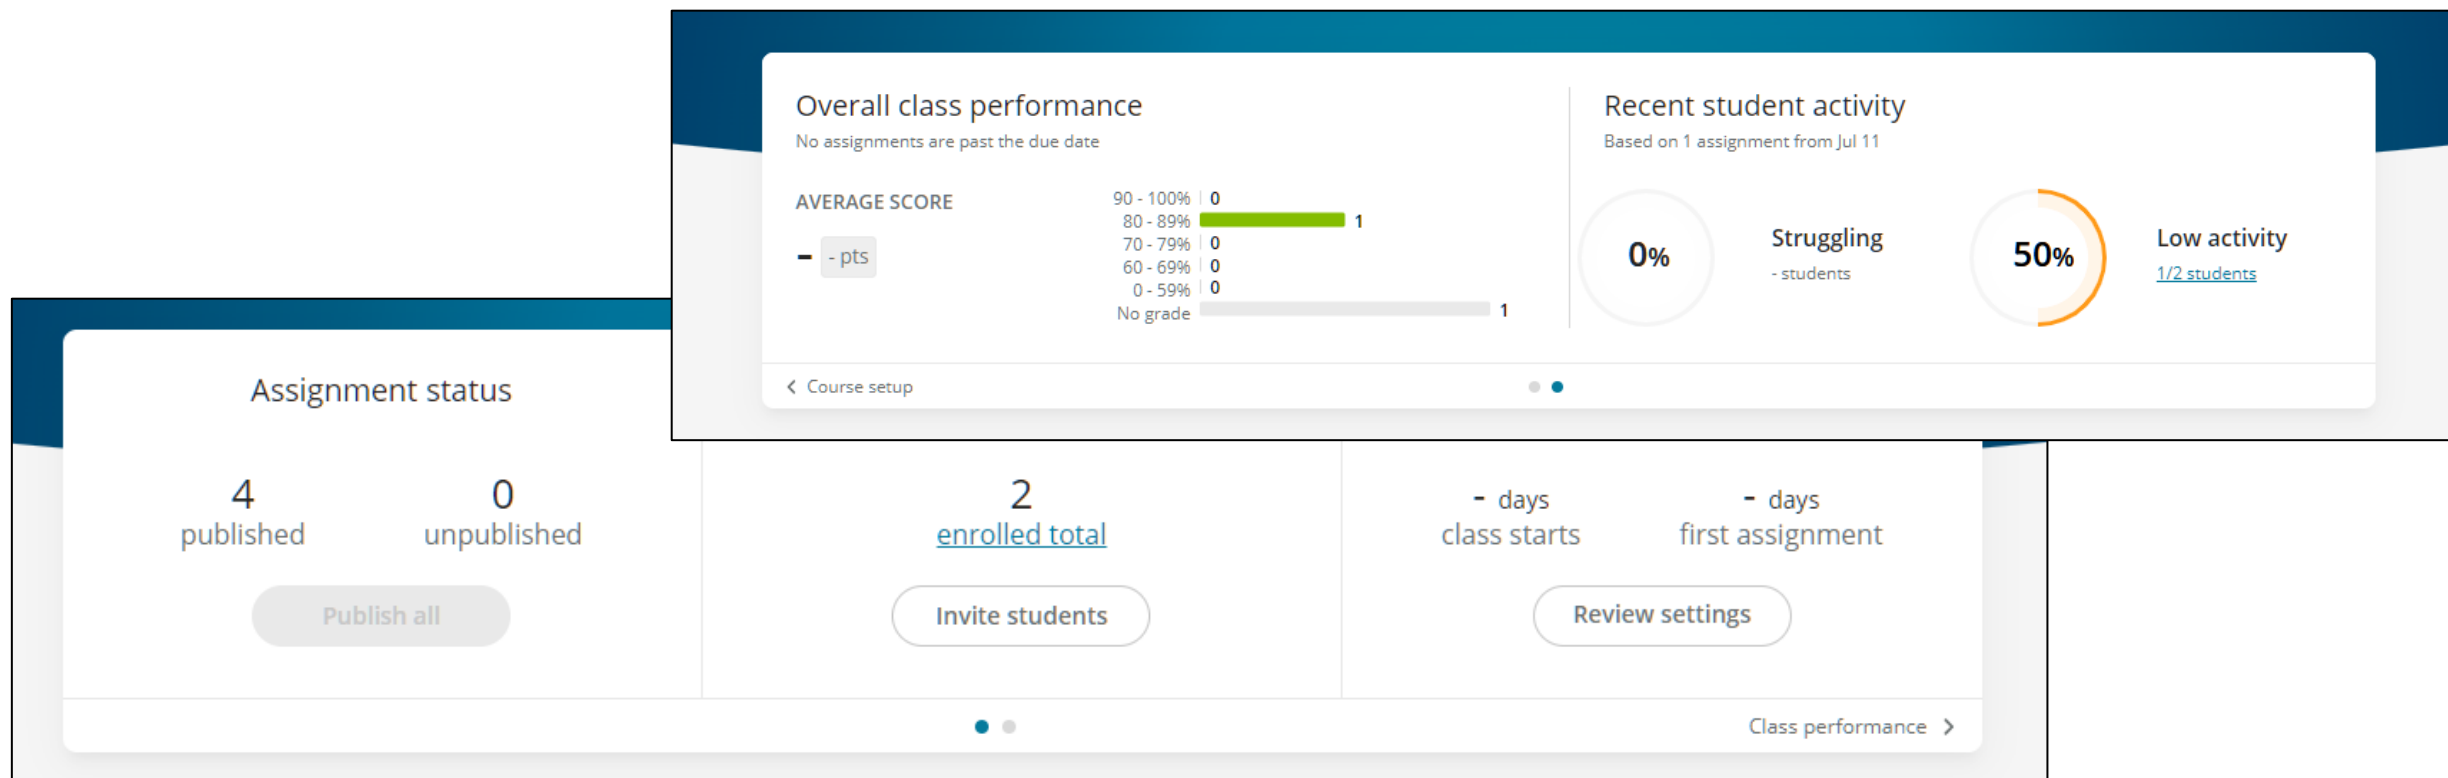 Overall class performance
No assignments are past the due date
AVERAGE SCORE
- - pts
90 - 100% 0
80 - 89% 1
70 - 79% 0
60 - 69% 0
0 - 59% 0
No grade 1
Recent student activity
Based on 1 assignment from Jul 11
0%
Struggling
- students
50%
Low activity
1/2 students
Course setup
Assignment status
4
published
0
unpublished
Publish all
2
enrolled total
Invite students
- days
class starts
- days
first assignment
Review settings
Class performance